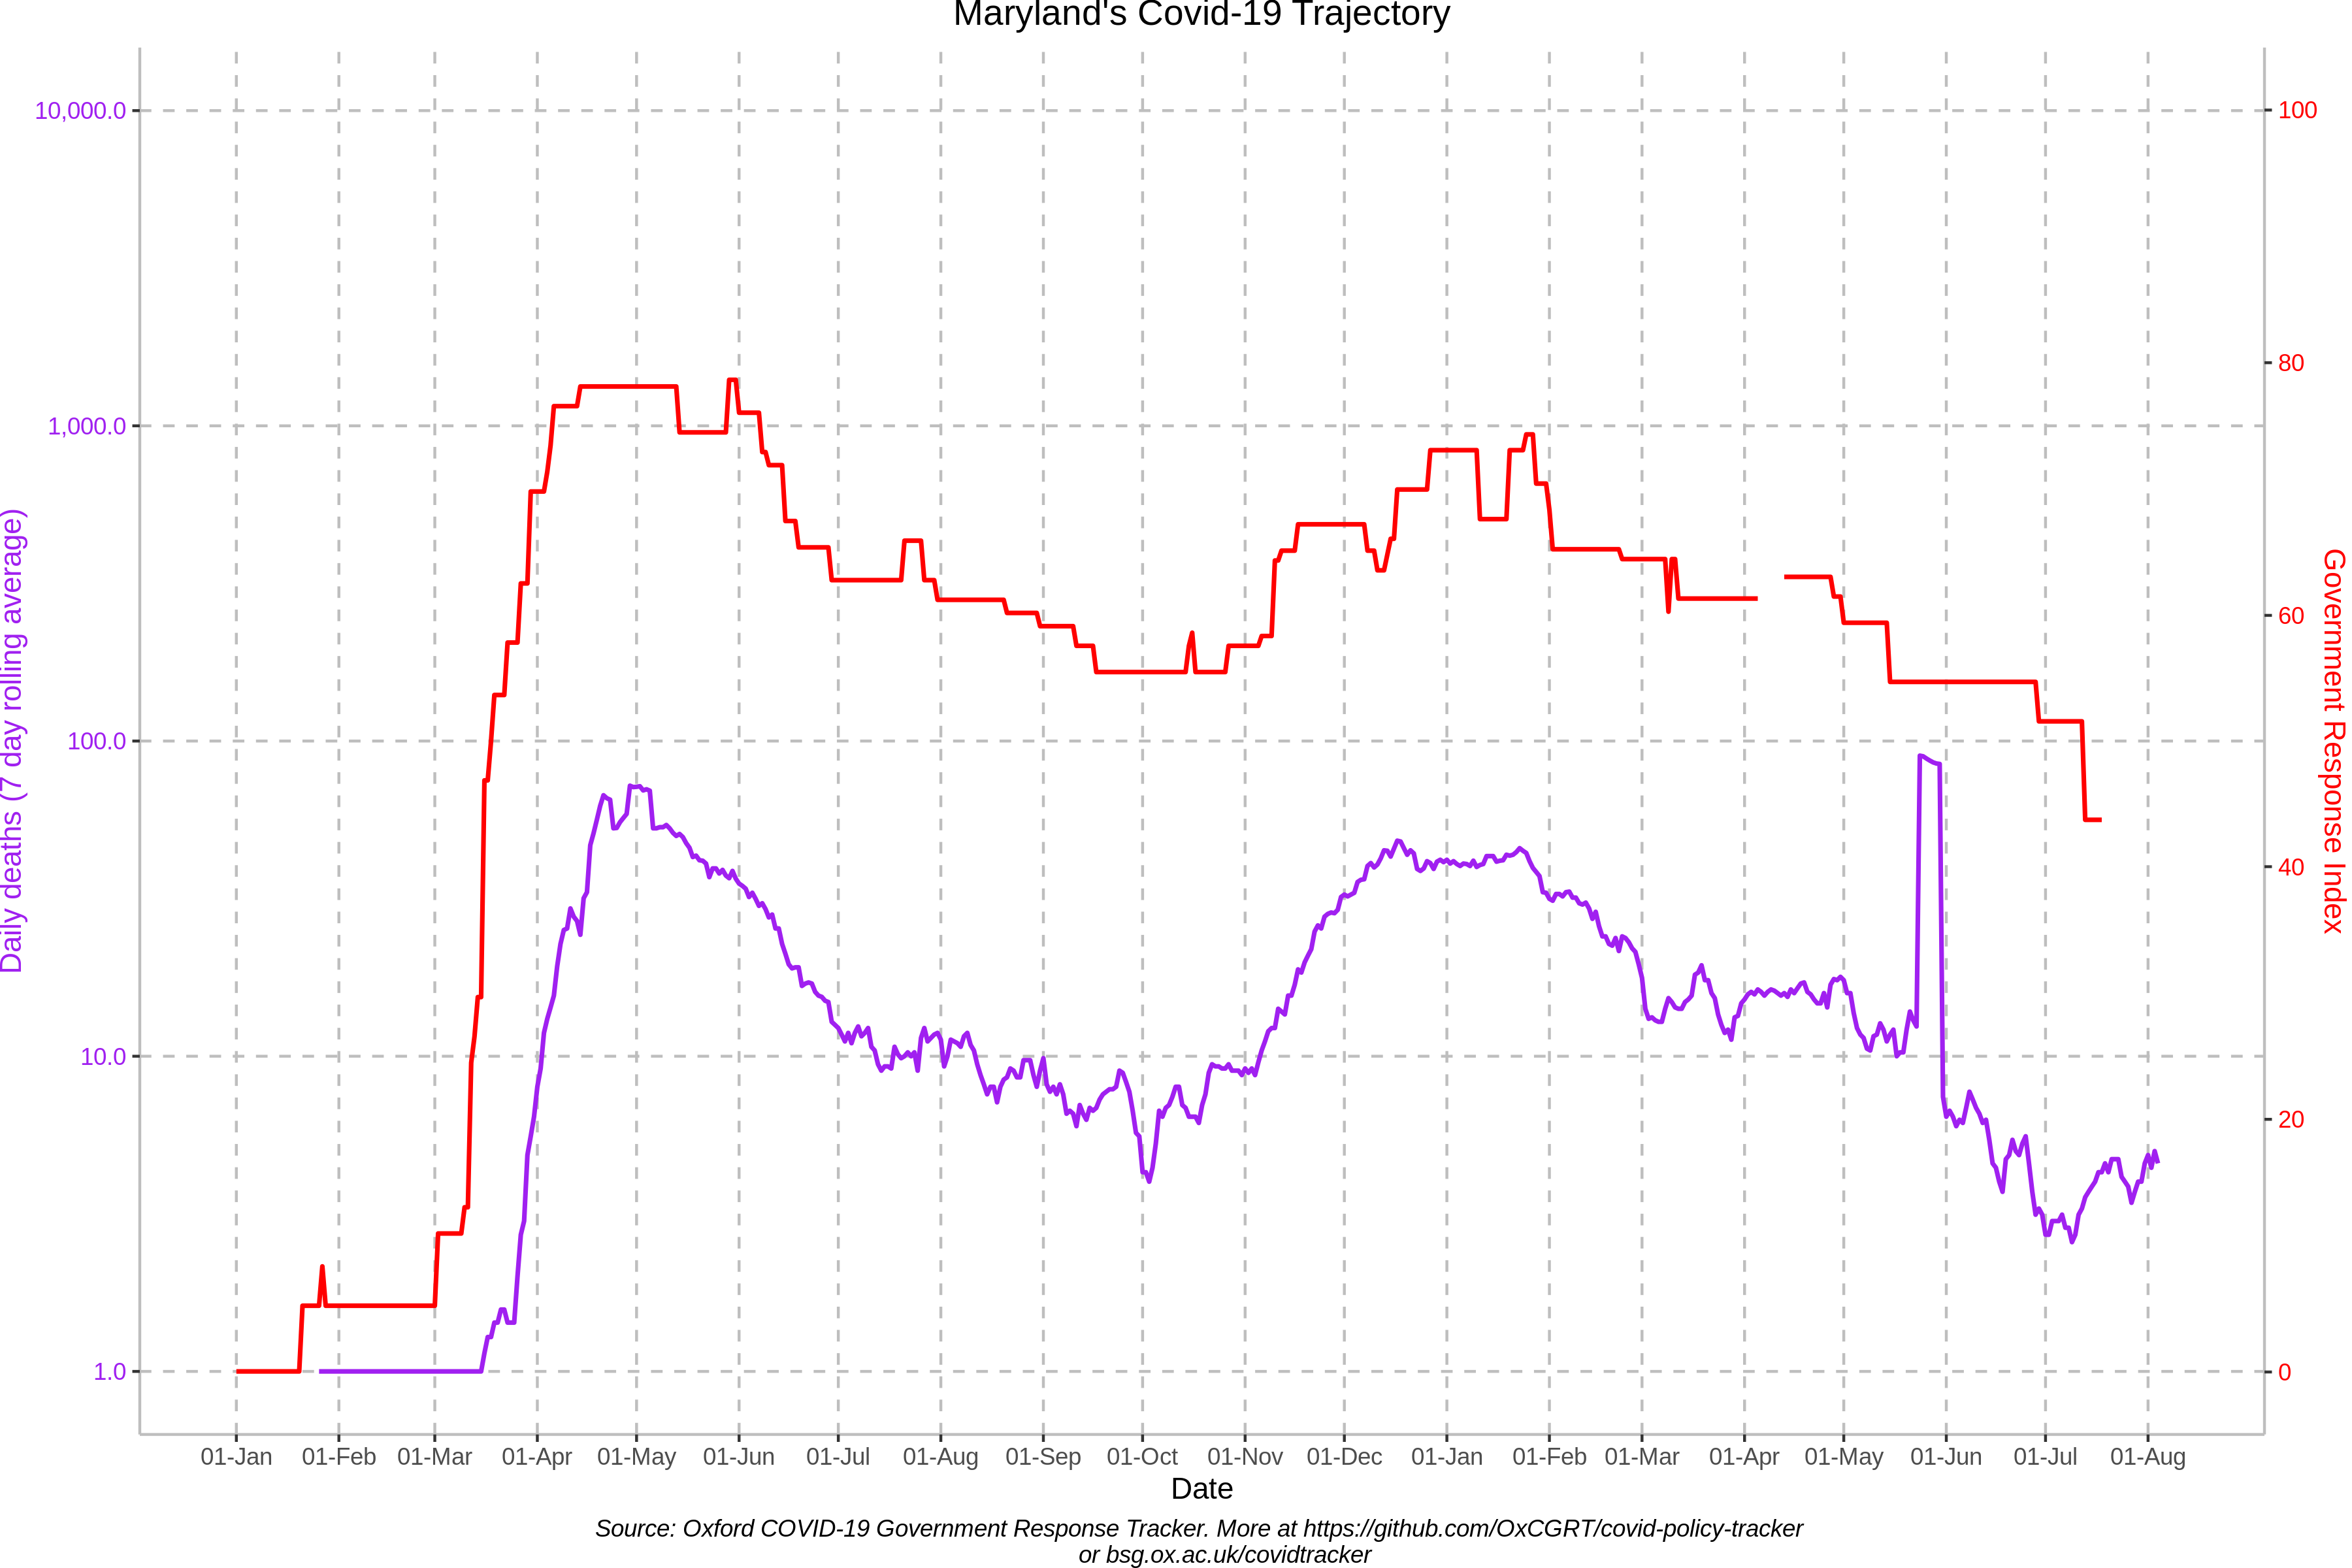 Maryland's Covid-19 Trajectory
10,000.0
1,000.0
100.0
10.0
1.0
Daily deaths (7 day rolling average)
100
80
60
40
20
0
Government Response Index
01-Jan 01-Feb 01-Mar 01-Apr 01-May 01-Jun 01-Jul 01-Aug 01-Sep 01-Oct 01-Nov 01-Dec 01-Jan 01-Feb 01-Mar 01-Apr 01-May 01-Jun 01-Jul 01-Aug
Date
Source: Oxford COVID-19 Government Response Tracker. More at https://github.com/OxCGRT/covid-policy-tracker
or bsg.ox.ac.uk/covidtracker